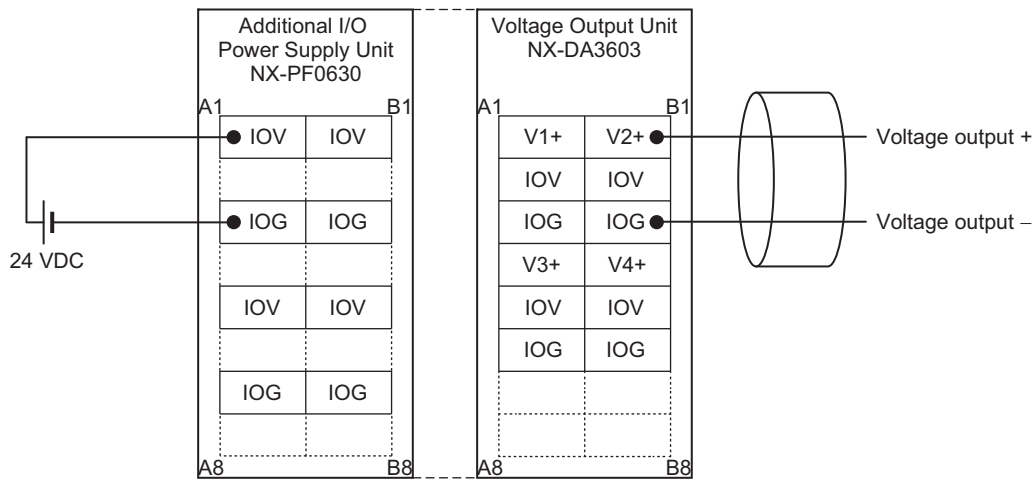 Additional I/O
Power Supply Unit
NX-PF0630
A1 B1
IOV IOV
IOG IOG
IOV IOV
IOG IOG
A8 B8
24 VDC
Voltage Output Unit
NX-DA3603
A1 B1
V1+ V2+
IOV IOV
IOG IOG
V3+ V4+
IOV IOV
IOG IOG
A8 B8
Voltage output +
Voltage output −